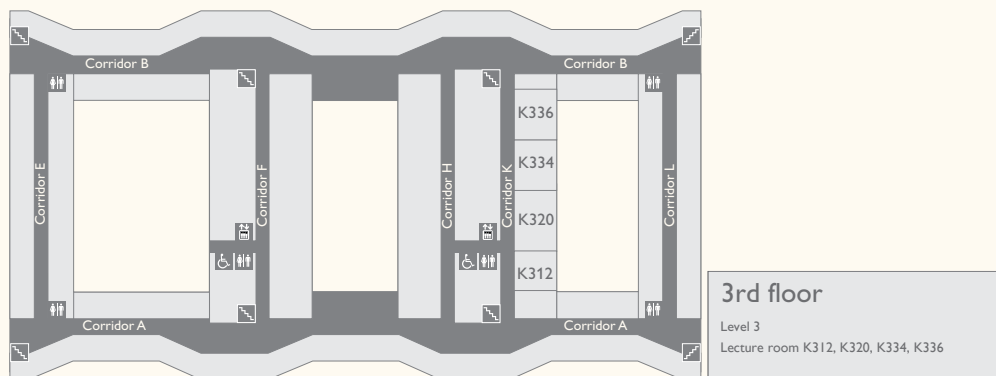 Corridor B
Corridor B
K336
K334
K320
K312
Corridor E
Corridor F
Corridor H
Corridor K
Corridor L
Corridor A
Corridor A
3rd floor
Level 3
Lecture room K312, K320, K334, K336